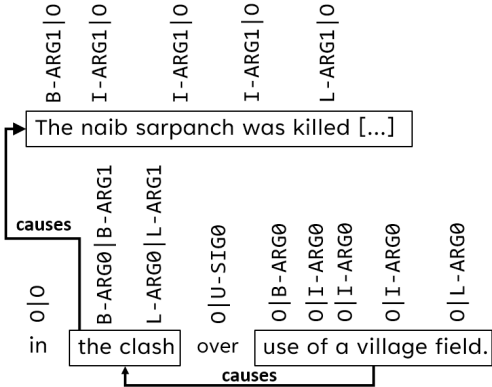 B-ARG1|O I-ARG1|O I-ARG1|O I-ARG1|O L-ARG1|O
The naib sarpanch was killed [...]
causes
O|O B-ARG0|B-ARG1 L-ARG0|L-ARG1 O|U-SIG0 O|B-ARG0 O|I-ARG0 O|I-ARG0 O|I-ARG0 O|L-ARG0
in the clash over use of a village field.
causes